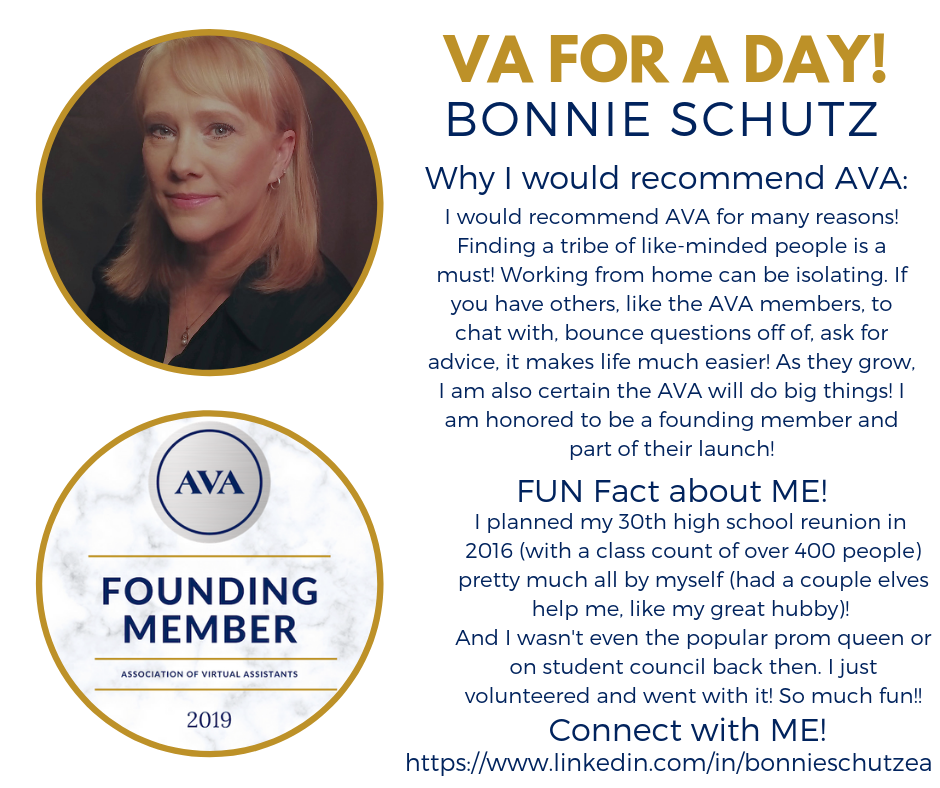 VA FOR A DAY!
BONNIE SCHUTZ
Why I would recommend AVA:
I would recommend AVA for many reasons!
Finding a tribe of like-minded people is a
must! Working from home can be isolating. If
you have others, like the AVA members, to
chat with, bounce questions off of, ask for
advice, it makes life much easier! As they grow,
I am also certain the AVA will do big things! I
am honored to be a founding member and
part of their launch!
FUN Fact about ME!
I planned my 30th high school reunion in
2016 (with a class count of over 400 people)
pretty much all by myself (had a couple elves
help me, like my great hubby)!
And I wasn't even the popular prom queen or
on student council back then. I just
volunteered and went with it! So much fun!!
Connect with ME!
https://www.linkedin.com/in/bonnieschutzea
AVA
FOUNDING
MEMBER
ASSOCIATION OF VIRTUAL ASSISTANTS
2019